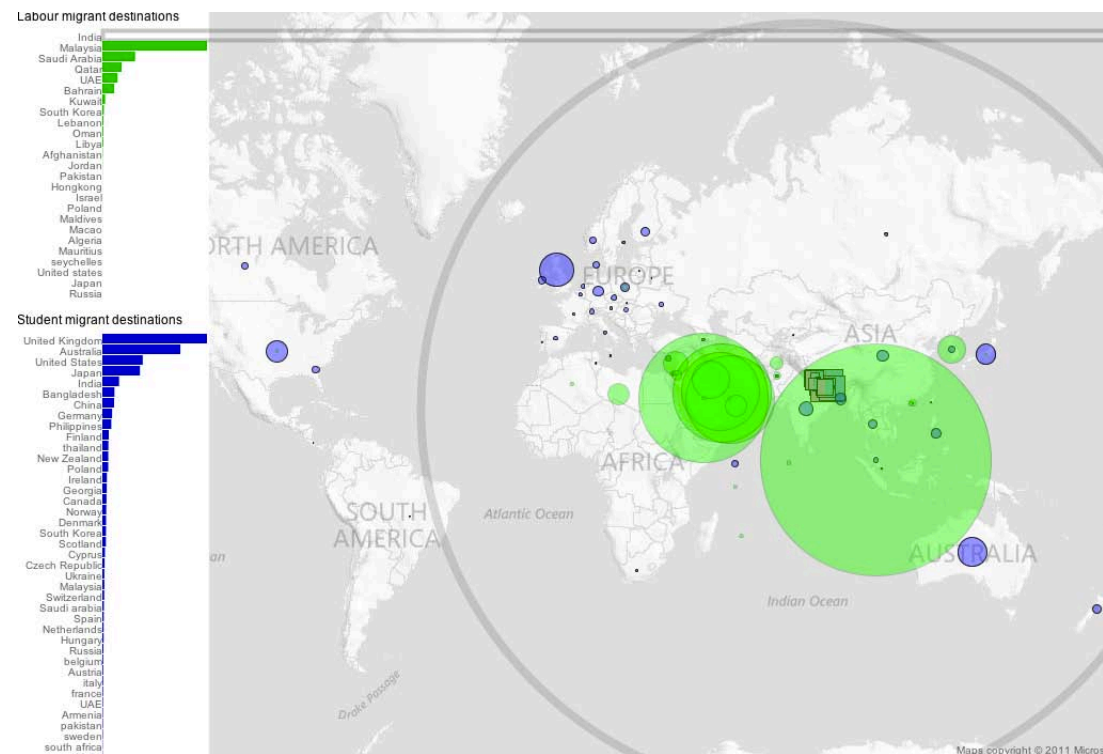 Labour migrant destinations
India
Malaysia
Saudi Arabia
Qatar
UAE
Bahrain
Kuwait
South Korea
Lebanon
Oman
Libya
Afghanistan
Jordan
Pakistan
Hongkong
Israel
Poland
Maldives
Macao
Algeria
Mauritius
seychelles
United states
Japan
Russia
Student migrant destinations
United Kingdom
Australia
United States
Japan
India
Bangladesh
China
Germany
Philippines
Finland
thailand
New Zealand
Poland
Ireland
Georgia
Canada
Norway
Denmark
South Korea
Scotland
Cyprus
Czech Republic
Ukraine
Malaysia
Switzerland
Saudi arabia
Spain
Netherlands
Hungary
Russia
belgium
Austria
italy
france
UAE
Armenia
pakistan
sweden
south africa
ORTH AMERICA
EUROPE
ASIA
AFRICA
SOUTH
AMERICA
Atlantic Ocean
an
AUSTRALIA
Indian Ocean
Drake Passage
Maps copyright © 2011 Micros